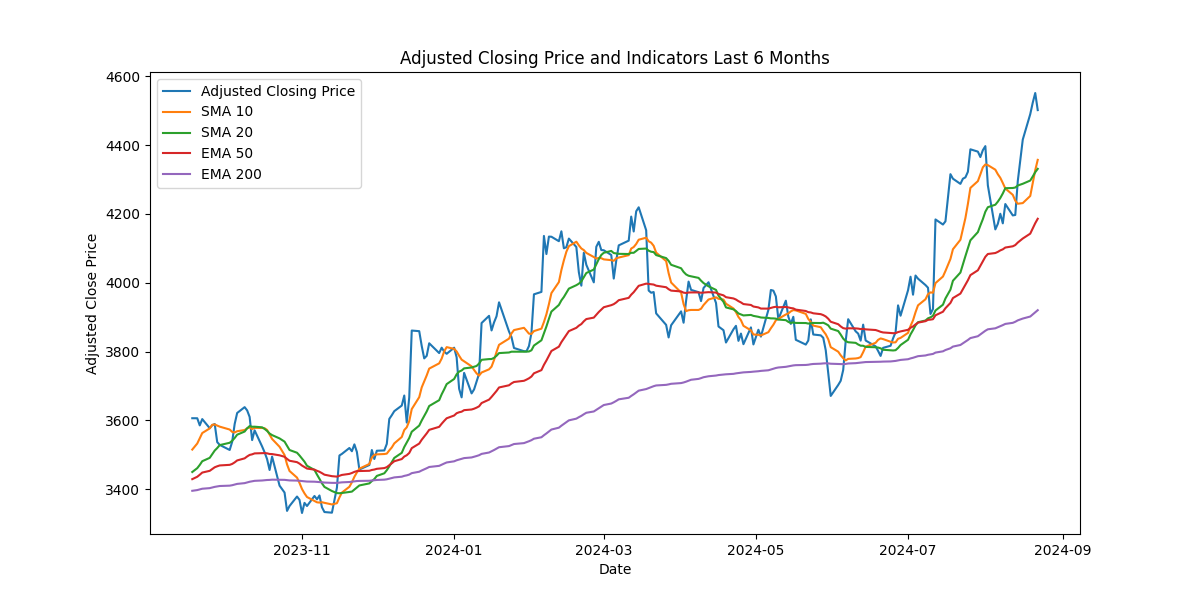 Adjusted Closing Price and Indicators Last 6 Months
Adjusted Closing Price
SMA 10
SMA 20
EMA 50
EMA 200
Adjusted Close Price
4600
4400
4200
4000
3800
3600
3400
2023-11
2024-01
2024-03
2024-05
2024-07
2024-09
Date